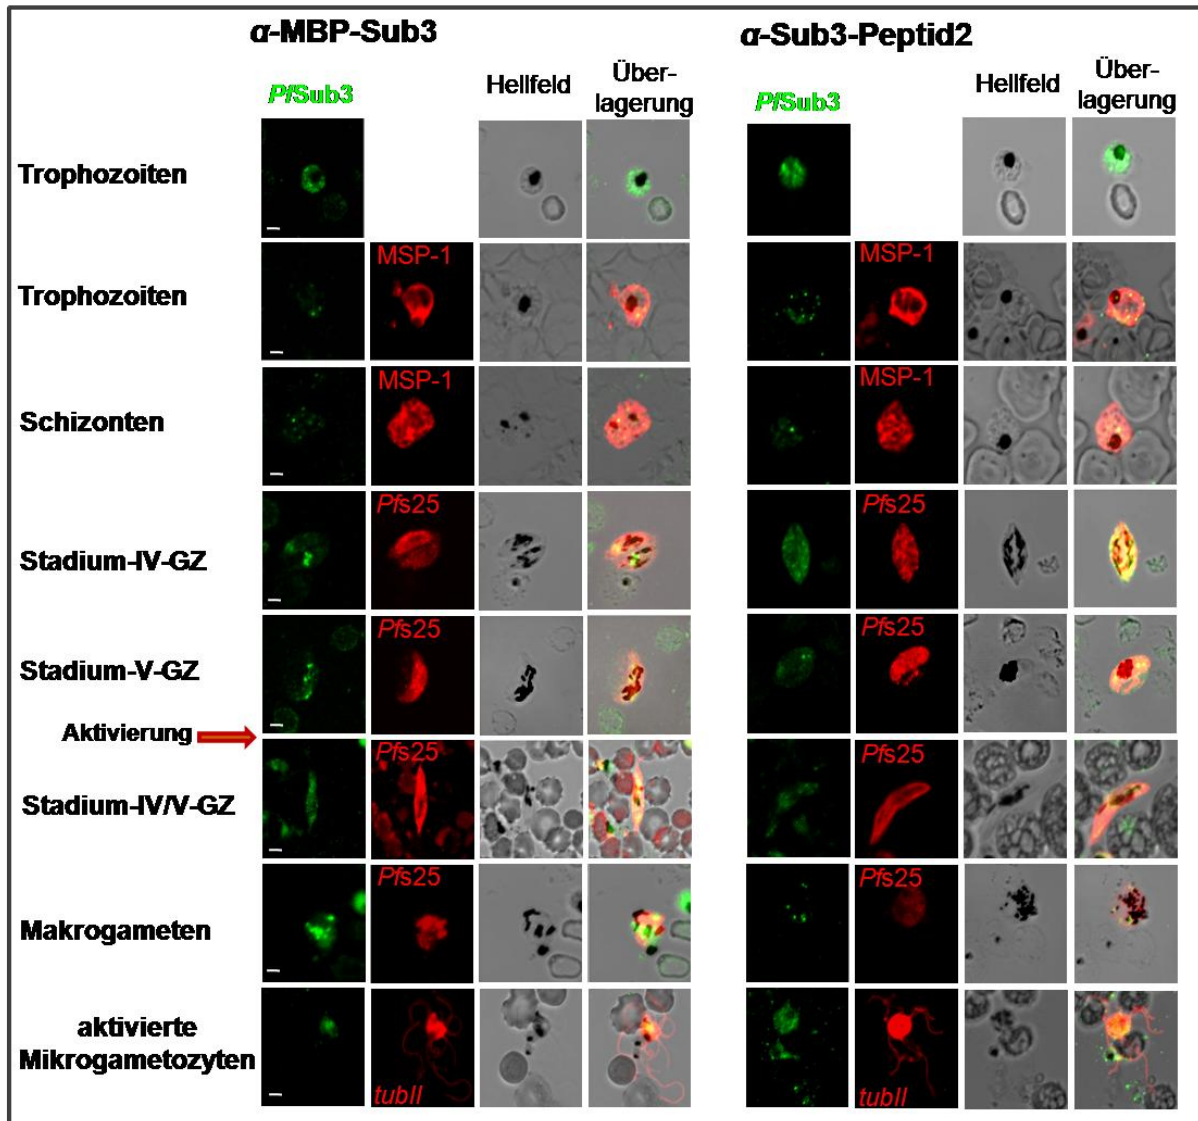 α-MBP-Sub3
α-Sub3-Peptid2
PfSub3
Hellfeld
Über-
lagerung
PfSub3
Hellfeld
Über-
lagerung
Trophozoiten
Trophozoiten
MSP-1
MSP-1
Schizonten
MSP-1
MSP-1
Stadium-IV-GZ
Pfs25
Pfs25
Stadium-V-GZ
Pfs25
Pfs25
Aktivierung
Stadium-IV/V-GZ
Pfs25
Pfs25
Makrogameten
Pfs25
Pfs25
aktivierte
Mikrogametozyten
tubII
tubII